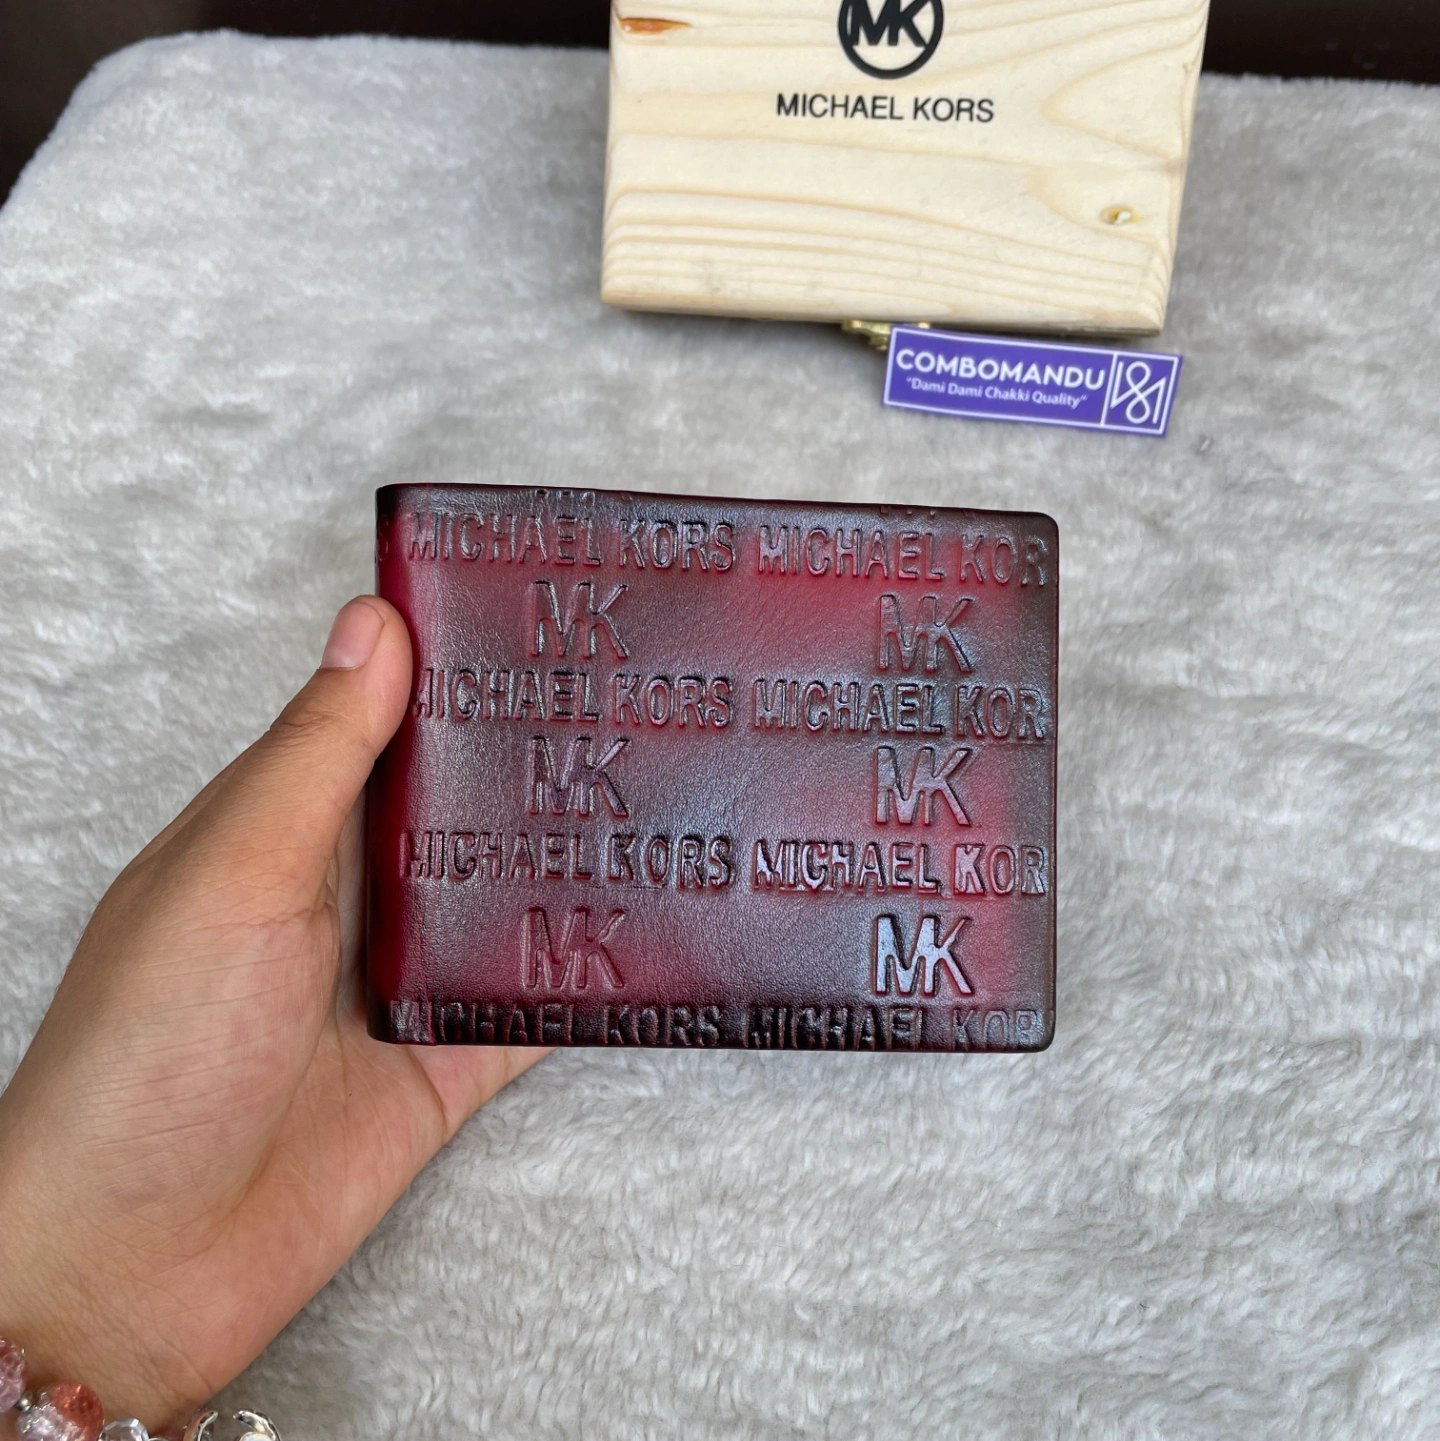 MK
MICHAEL KORS
COMBOMANDU
"Dami Dami Chakki Quality"
S MICHAEL KORS MICHAEL KOR
MK MK
MICHAEL KORS MICHAEL KOR
MK MK
MICHAEL KORS MICHAEL KOR
MK MK
MICHAEL KORS MICHAEL KOR